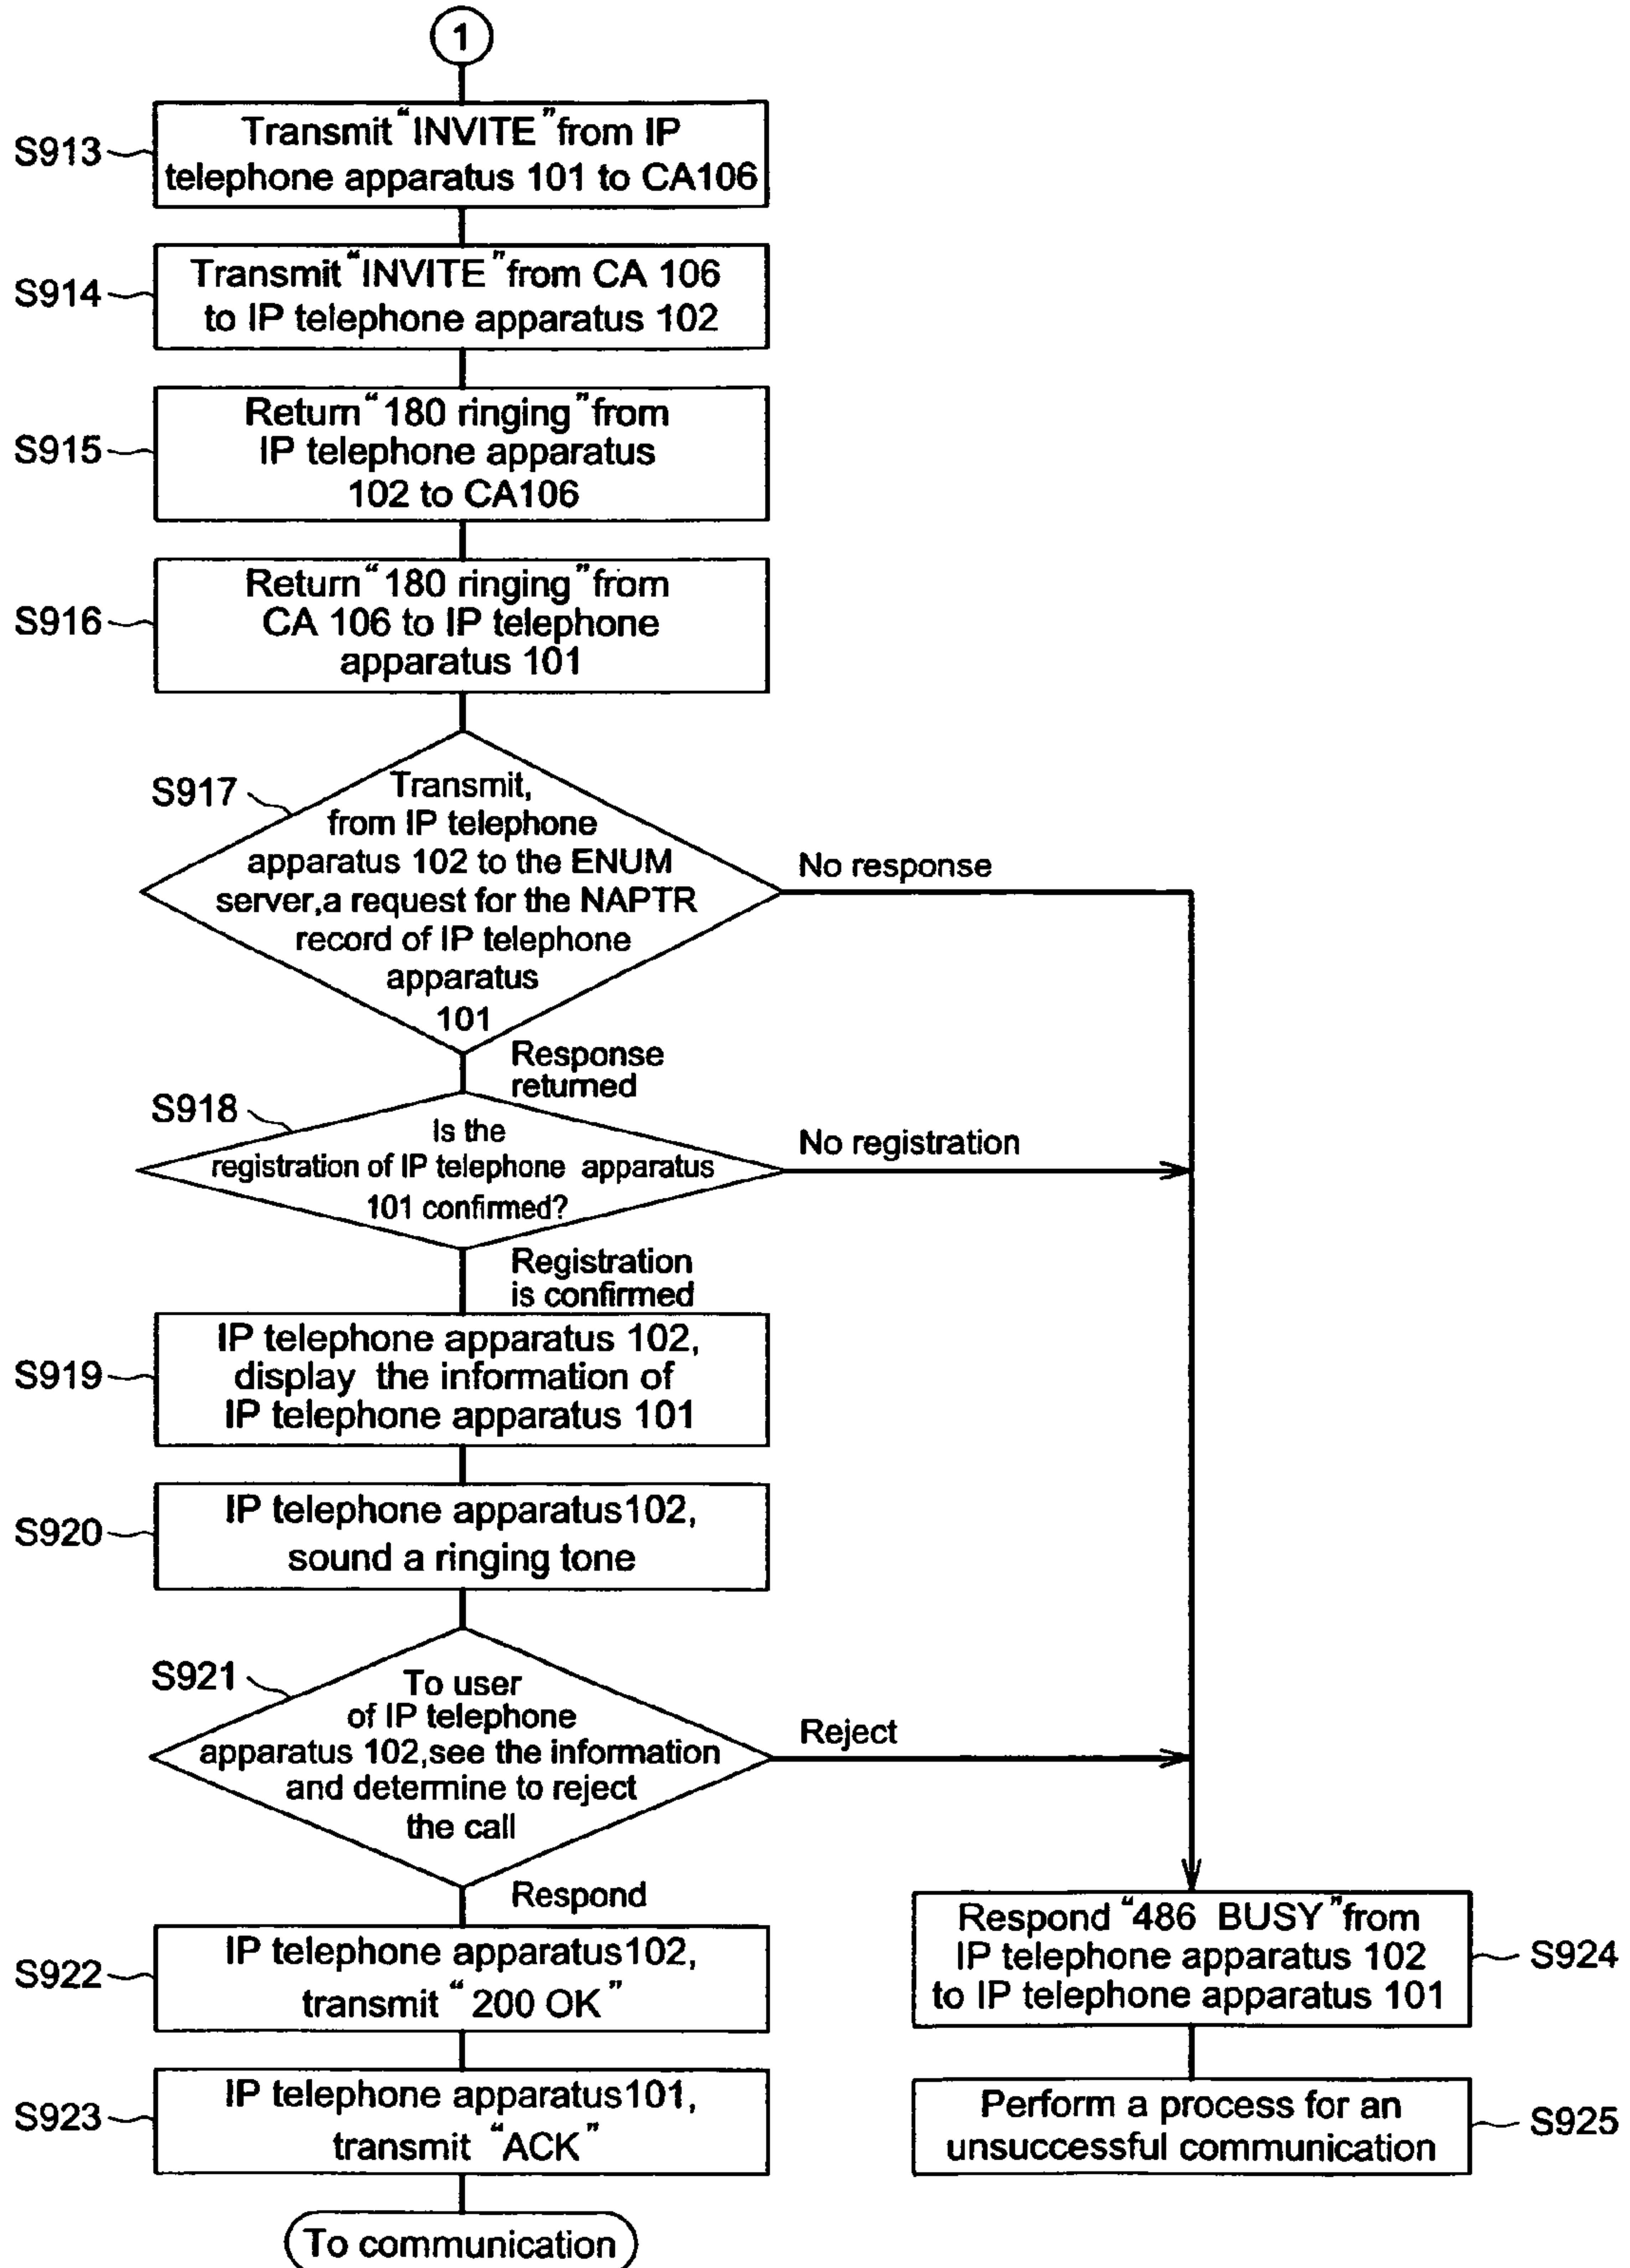 1
S913
Transmit “INVITE” from IP
telephone apparatus 101 to CA106
S914
Transmit “INVITE” from CA 106
to IP telephone apparatus 102
S915
Return “180 ringing” from
IP telephone apparatus
102 to CA106
S916
Return “180 ringing” from
CA 106 to IP telephone
apparatus 101
S917
Transmit,
from IP telephone
apparatus 102 to the ENUM
server,a request for the NAPTR
record of IP telephone
apparatus
101
No response
Response
returned
S918
Is the
registration of IP telephone apparatus
101 confirmed?
No registration
Registration
is confirmed
S919
IP telephone apparatus 102,
display the information of
IP telephone apparatus 101
S920
IP telephone apparatus102,
sound a ringing tone
S921
To user
of IP telephone
apparatus 102,see the information
and determine to reject
the call
Reject
Respond
S922
IP telephone apparatus102,
transmit “200 OK”
S923
IP telephone apparatus101,
transmit “ACK”
To communication
Respond “486 BUSY” from
IP telephone apparatus 102
to IP telephone apparatus 101
S924
Perform a process for an
unsuccessful communication
S925